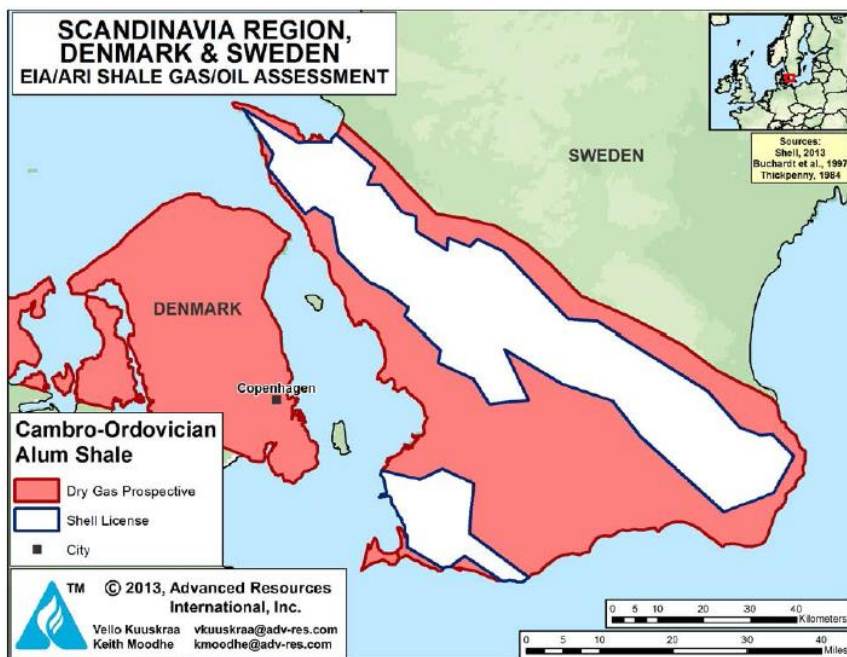 SCANDINAVIA REGION,
DENMARK & SWEDEN
EIA/ARI SHALE GAS/OIL ASSESSMENT
Sources:
Shell, 2013
Buchardt et al., 1997
Thickpenny, 1984
SWEDEN
DENMARK
Copenhagen
Cambro-Ordovician
Alum Shale
Dry Gas Prospective
Shell License
City
TM
© 2013, Advanced Resources
International, Inc.
Vello Kuuskraa vkuuskraa@adv-res.com
Keith Moodhe kmoodhe@adv-res.com
0 5 10 20 30 40
Kilometers
0 5 10 20 30 40
Miles